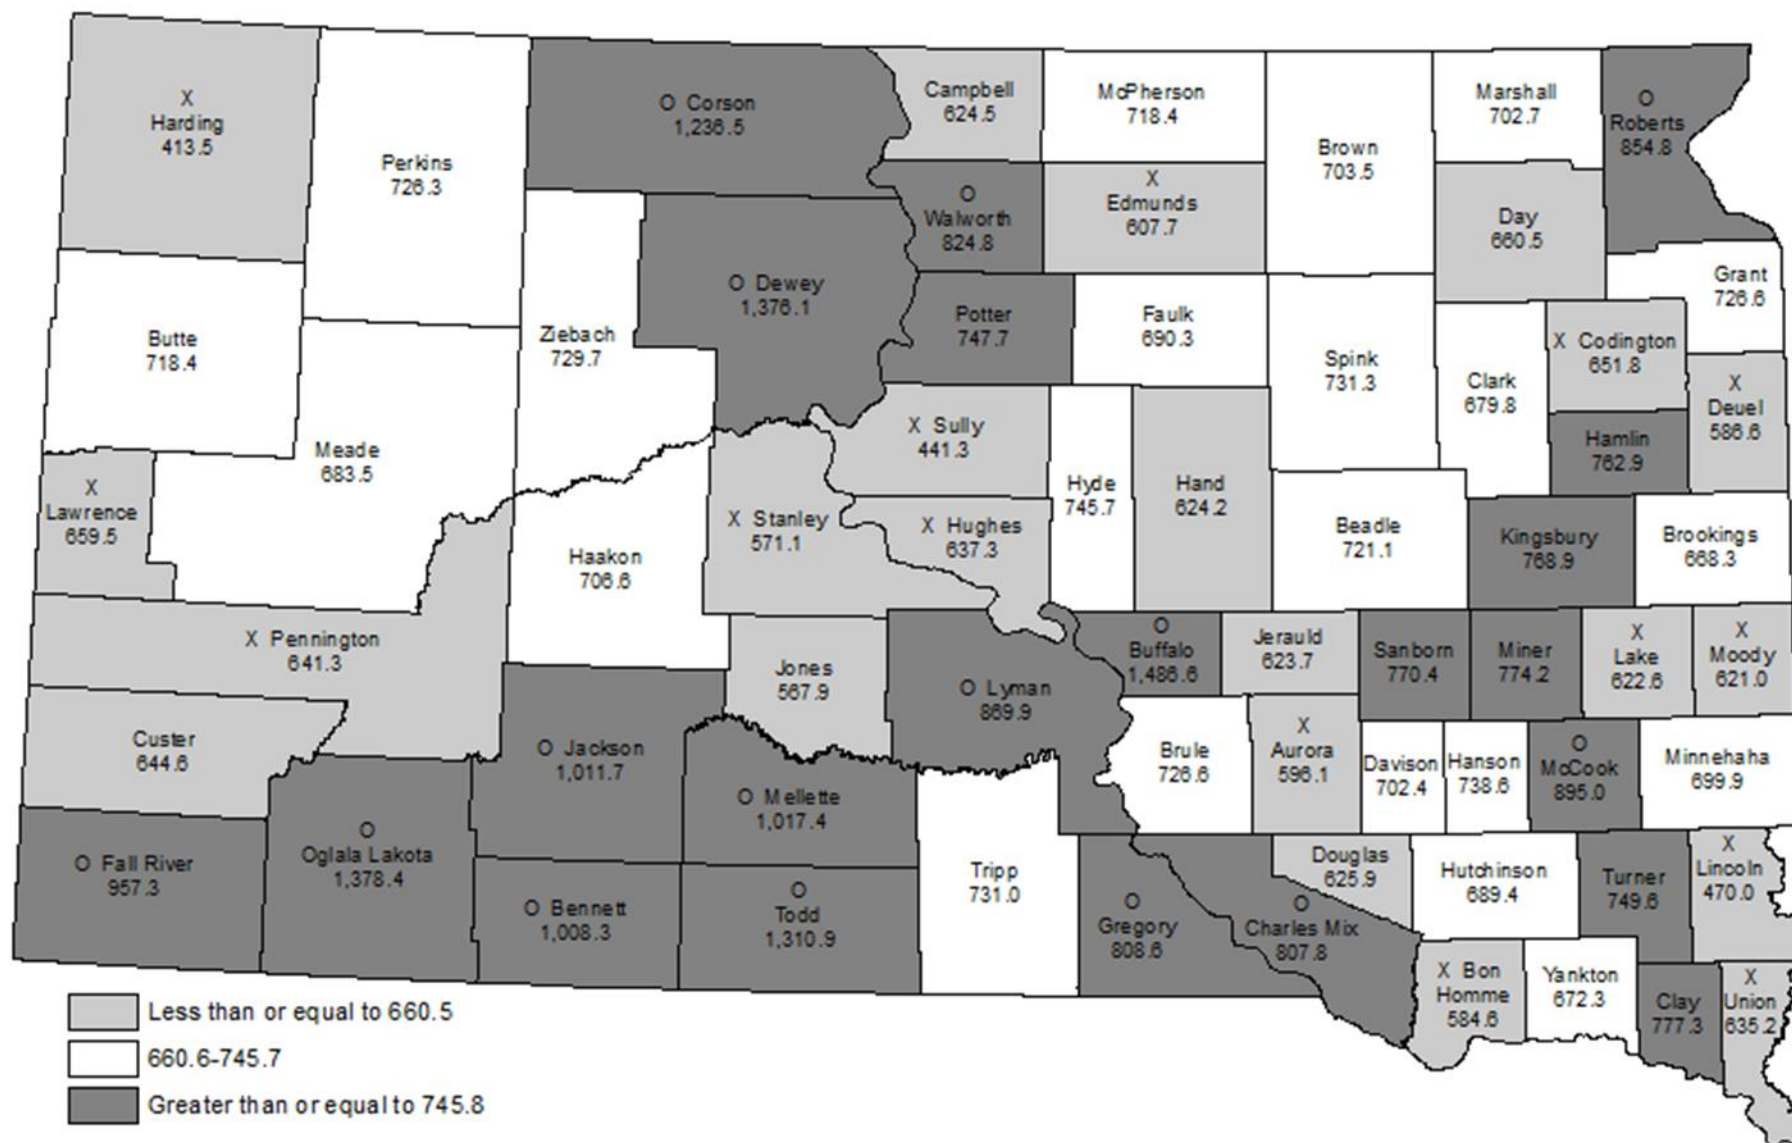 X
Harding
413.5
Perkins
726.3
O Corson
1,236.5
Campbell
624.5
McPherson
718.4
Brown
703.5
Marshall
702.7
O
Roberts
854.8
O
Walworth
824.8
X
Edmunds
607.7
Day
660.5
Grant
726.6
Butte
718.4
Ziebach
729.7
O Dewey
1,376.1
Potter
747.7
Faulk
690.3
Spink
731.3
Clark
679.8
X Codington
651.8
X
Deuel
586.6
Hamlin
762.9
Meade
683.5
X
Lawrence
659.5
Haakon
706.6
X Stanley
571.1
X Sully
441.3
X Hughes
637.3
Hyde
745.7
Hand
624.2
Beadle
721.1
Kingsbury
768.9
Brookings
668.3
X Pennington
641.3
Custer
644.6
Jones
567.9
O Lyman
869.9
O
Buffalo
1,486.6
Jerauld
623.7
Sanborn
770.4
Miner
774.2
X
Lake
622.6
X
Moody
621.0
O Jackson
1,011.7
O Mellette
1,017.4
Brule
726.6
X
Aurora
596.1
Davison
702.4
Hanson
738.6
O
McCook
895.0
Minnehaha
699.9
O Fall River
957.3
O
Oglala Lakota
1,378.4
O Bennett
1,008.3
O
Todd
1,310.9
Tripp
731.0
O
Gregory
808.6
O
Charles Mix
807.8
Douglas
625.9
Hutchinson
689.4
Turner
749.6
X
Lincoln
470.0
X Bon
Homme
584.6
Yankton
672.3
Clay
777.3
X
Union
635.2
Less than or equal to 660.5
660.6-745.7
Greater than or equal to 745.8